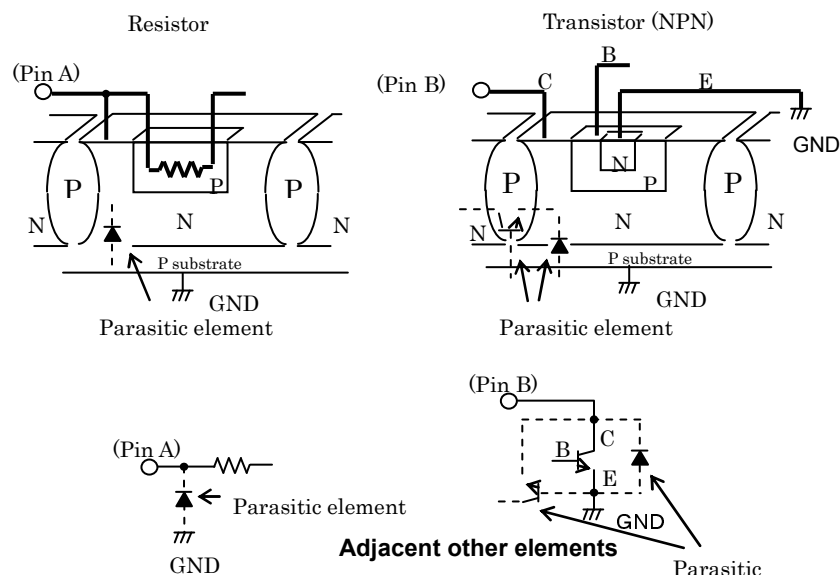 Resistor
Transistor (NPN)
(Pin A)
(Pin B)
C
B
E
GND
P
P
P
N
N
N
P substrate
GND
Parasitic element
P
N
P
P
N
N
N
P substrate
GND
Parasitic element
(Pin A)
Parasitic element
GND
(Pin B)
C
B
E
GND
Adjacent other elements
Parasitic